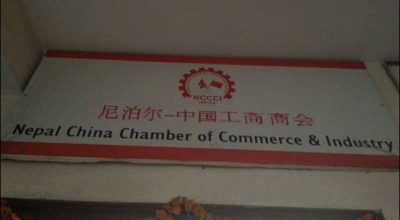 NCCCI
尼泊尔-中国工商商会
Nepal China Chamber of Commerce & Industry